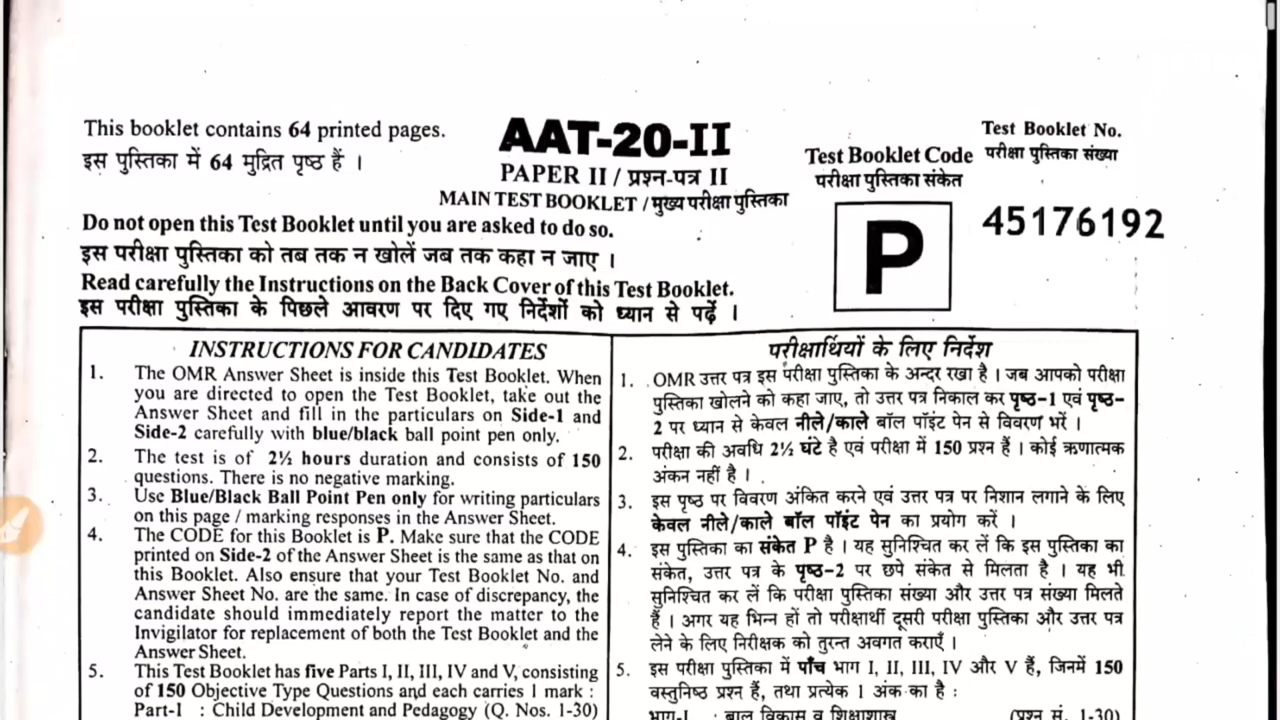 This booklet contains 64 printed pages.
इस पुस्तिका में 64 मुद्रित पृष्ठ हैं ।
AAT-20-II
PAPER II / प्रश्न-पत्र II
MAIN TEST BOOKLET / मुख्य परीक्षा पुस्तिका
Test Booklet Code
परीक्षा पुस्तिका संकेत
P
Test Booklet No.
परीक्षा पुस्तिका संख्या
45176192
Do not open this Test Booklet until you are asked to do so.
इस परीक्षा पुस्तिका को तब तक न खोलें जब तक कहा न जाए ।
Read carefully the Instructions on the Back Cover of this Test Booklet.
इस परीक्षा पुस्तिका के पिछले आवरण पर दिए गए निर्देशों को ध्यान से पढ़ें ।
INSTRUCTIONS FOR CANDIDATES
1. The OMR Answer Sheet is inside this Test Booklet. When
you are directed to open the Test Booklet, take out the
Answer Sheet and fill in the particulars on Side-1 and
Side-2 carefully with blue/black ball point pen only.
2. The test is of 2½ hours duration and consists of 150
questions. There is no negative marking.
3. Use Blue/Black Ball Point Pen only for writing particulars
on this page / marking responses in the Answer Sheet.
4. The CODE for this Booklet is P. Make sure that the CODE
printed on Side-2 of the Answer Sheet is the same as that on
this Booklet. Also ensure that your Test Booklet No. and
Answer Sheet No. are the same. In case of discrepancy, the
candidate should immediately report the matter to the
Invigilator for replacement of both the Test Booklet and the
Answer Sheet.
5. This Test Booklet has five Parts I, II, III, IV and V, consisting
of 150 Objective Type Questions and each carries 1 mark :
Part-I : Child Development and Pedagogy (Q. Nos. 1-30)
परीक्षार्थियों के लिए निर्देश
1. OMR उत्तर पत्र इस परीक्षा पुस्तिका के अन्दर रखा है । जब आपको परीक्षा
पुस्तिका खोलने को कहा जाए, तो उत्तर पत्र निकाल कर पृष्ठ-1 एवं पृष्ठ-
2 पर ध्यान से केवल नीले/काले बॉल पॉइंट पेन से विवरण भरें ।
2. परीक्षा की अवधि 2½ घंटे है एवं परीक्षा में 150 प्रश्न हैं । कोई ऋणात्मक
अंकन नहीं है ।
3. इस पृष्ठ पर विवरण अंकित करने एवं उत्तर पत्र पर निशान लगाने के लिए
केवल नीले/काले बॉल पॉइंट पेन का प्रयोग करें ।
4. इस पुस्तिका का संकेत P है । यह सुनिश्चित कर लें कि इस पुस्तिका का
संकेत, उत्तर पत्र के पृष्ठ-2 पर छपे संकेत से मिलता है । यह भी
सुनिश्चित कर लें कि परीक्षा पुस्तिका संख्या और उत्तर पत्र संख्या मिलते
हैं । अगर यह भिन्न हों तो परीक्षार्थी दूसरी परीक्षा पुस्तिका और उत्तर पत्र
लेने के लिए निरीक्षक को तुरन्त अवगत कराएँ ।
5. इस परीक्षा पुस्तिका में पाँच भाग I, II, III, IV और V हैं, जिनमें 150
वस्तुनिष्ठ प्रश्न हैं, तथा प्रत्येक 1 अंक का है :
भाग-I : बाल विकास व शिक्षाशास्त्र (प्रश्न सं. 1-30)